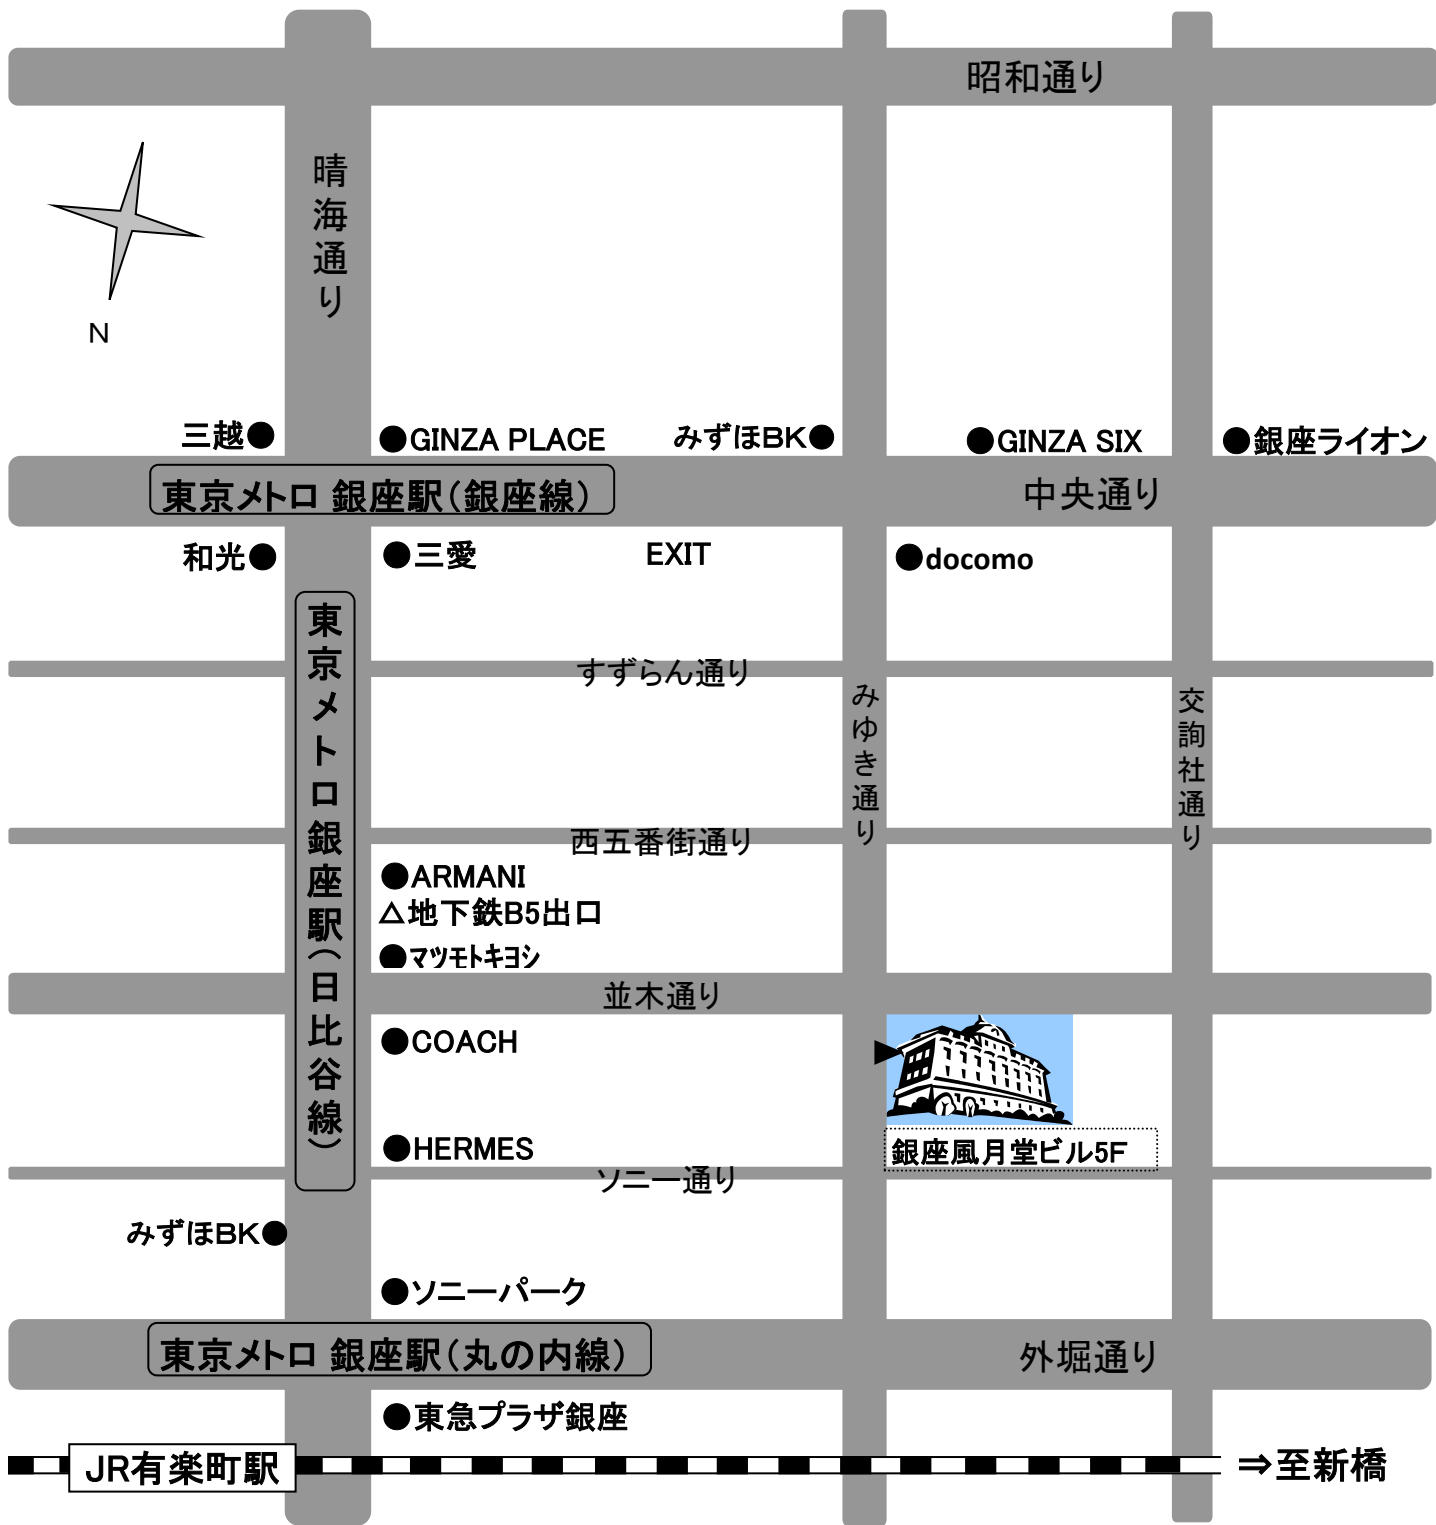 昭和通り
晴海通り
N
三越●
●GINZA PLACE
みずほBK●
●GINZA SIX
●銀座ライオン
東京メトロ 銀座駅(銀座線)
中央通り
和光●
●三愛
EXIT
●docomo
東京メトロ銀座駅(日比谷線)
すずらん通り
みゆき通り
交詢社通り
西五番街通り
●ARMANI
△地下鉄B5出口
●マツモトキヨシ
並木通り
●COACH
●HERMES
銀座風月堂ビル5F
ソニー通り
みずほBK●
●ソニーパーク
東京メトロ 銀座駅(丸の内線)
外堀通り
●東急プラザ銀座
JR有楽町駅
⇒至新橋